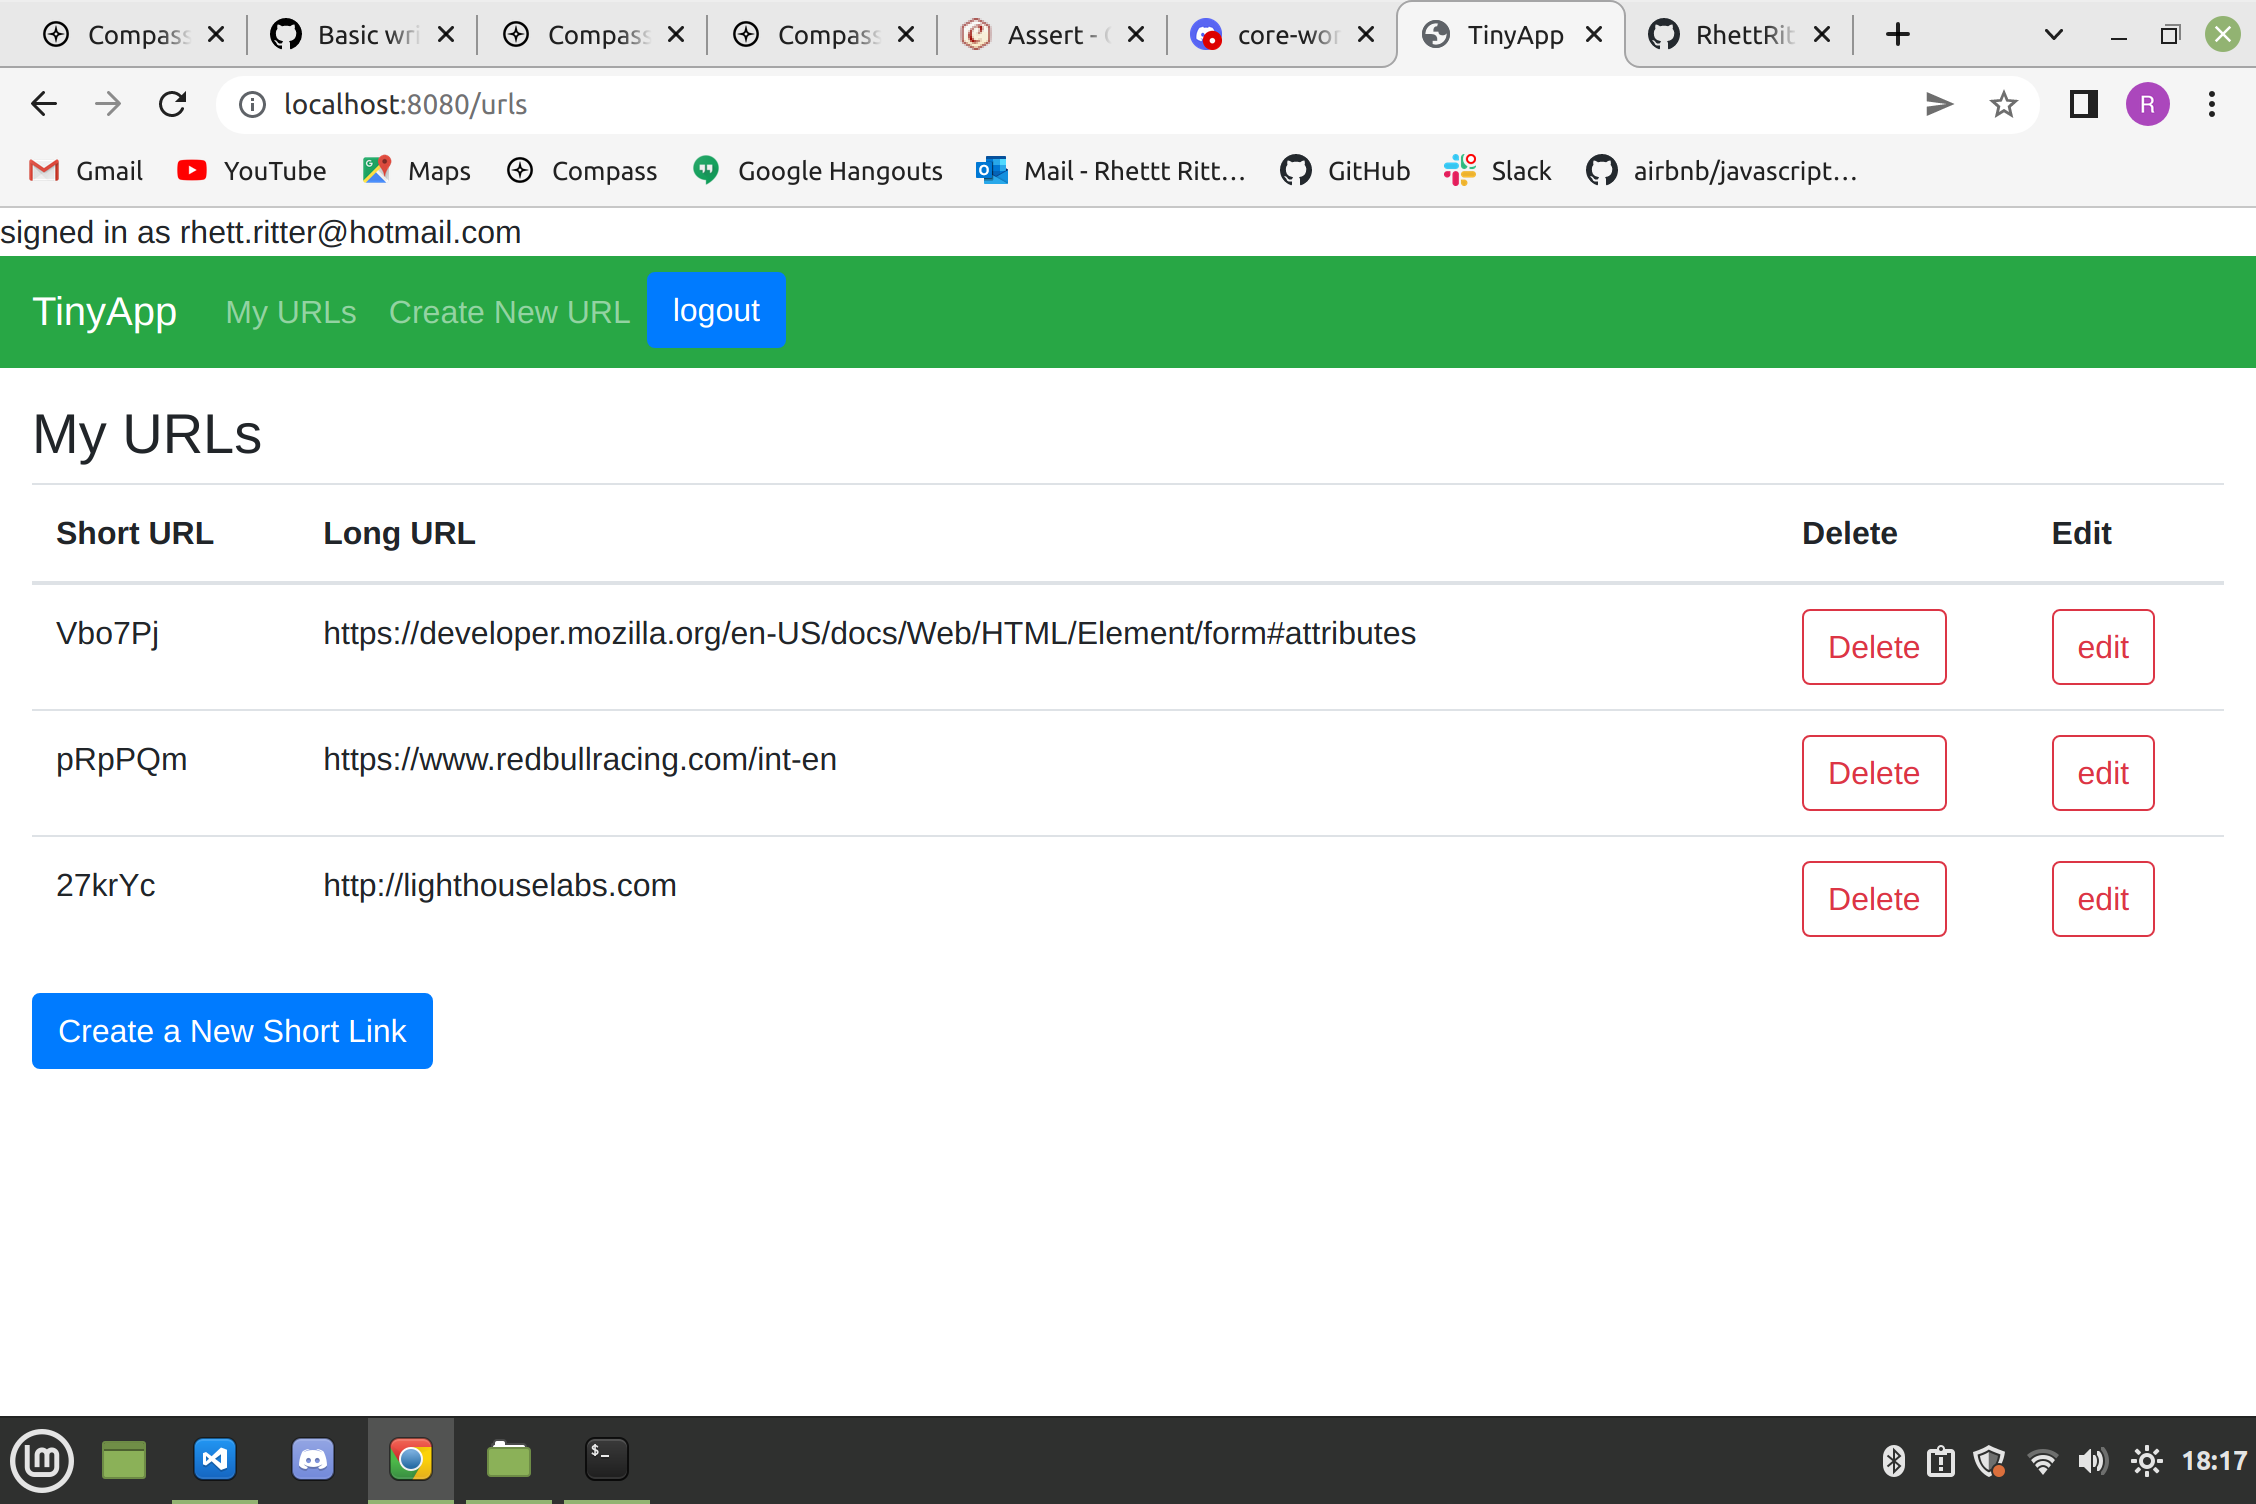 Compass Basic wri Compass Compass Assert - core-wor TinyApp RhettRit
localhost:8080/urls R
Gmail YouTube Maps Compass Google Hangouts Mail - Rhettt Ritt... GitHub Slack airbnb/javascript...
signed in as rhett.ritter@hotmail.com
TinyApp My URLs Create New URL logout
My URLs
Short URL Long URL Delete Edit
Vbo7Pj https://developer.mozilla.org/en-US/docs/Web/HTML/Element/form#attributes Delete edit
pRpPQm https://www.redbullracing.com/int-en Delete edit
27krYc http://lighthouselabs.com Delete edit
Create a New Short Link
18:17